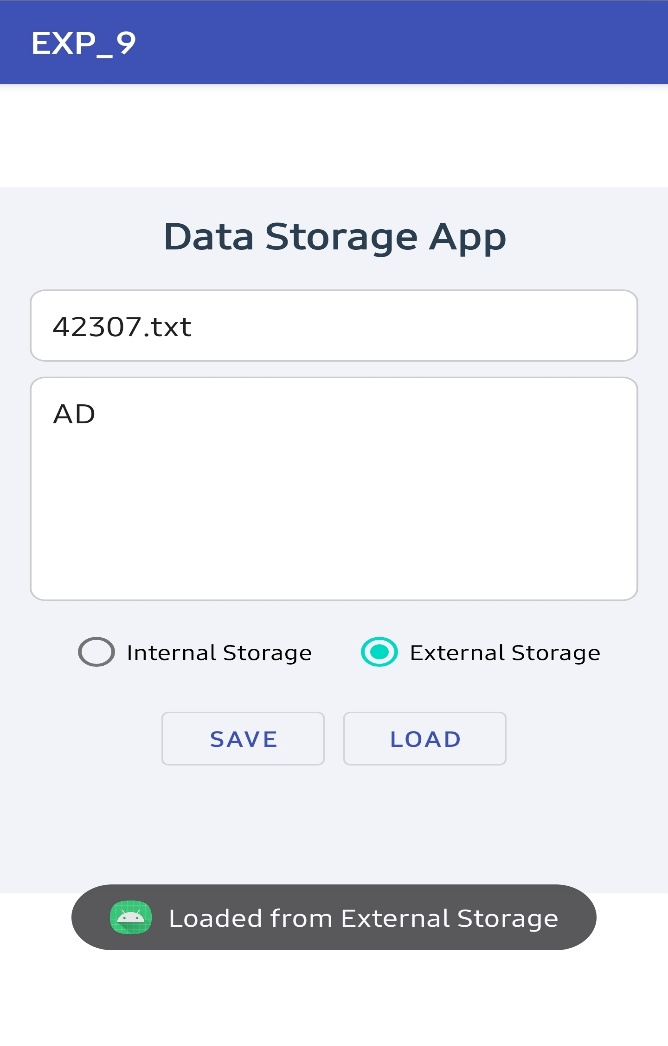 EXP_9
Data Storage App
42307.txt
AD
Internal Storage
External Storage
SAVE
LOAD
Loaded from External Storage